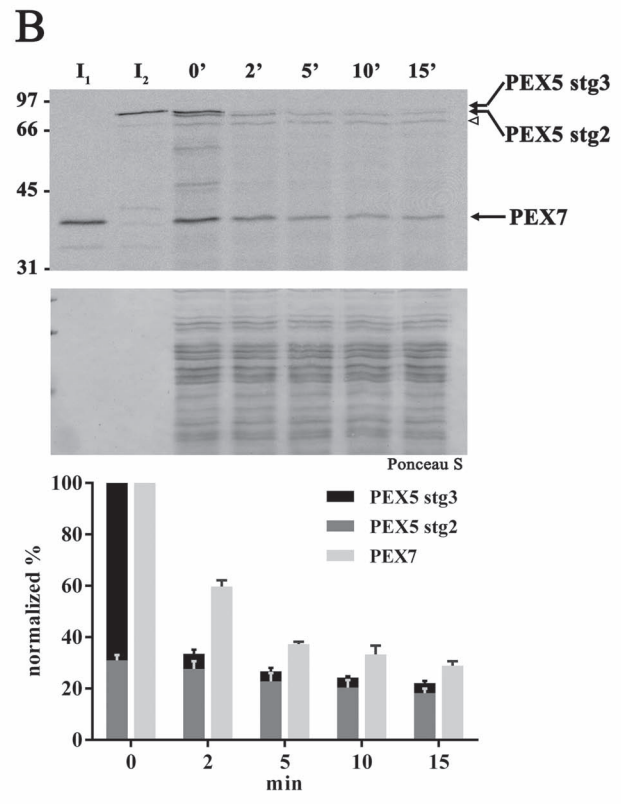 B
I1 I2 0' 2' 5' 10' 15'
97
66
45
31
PEX5 stg3
PEX5 stg2
PEX7
Ponceau S
PEX5 stg3
PEX5 stg2
PEX7
normalized %
100
80
60
40
20
0
0 2 5 10 15
min